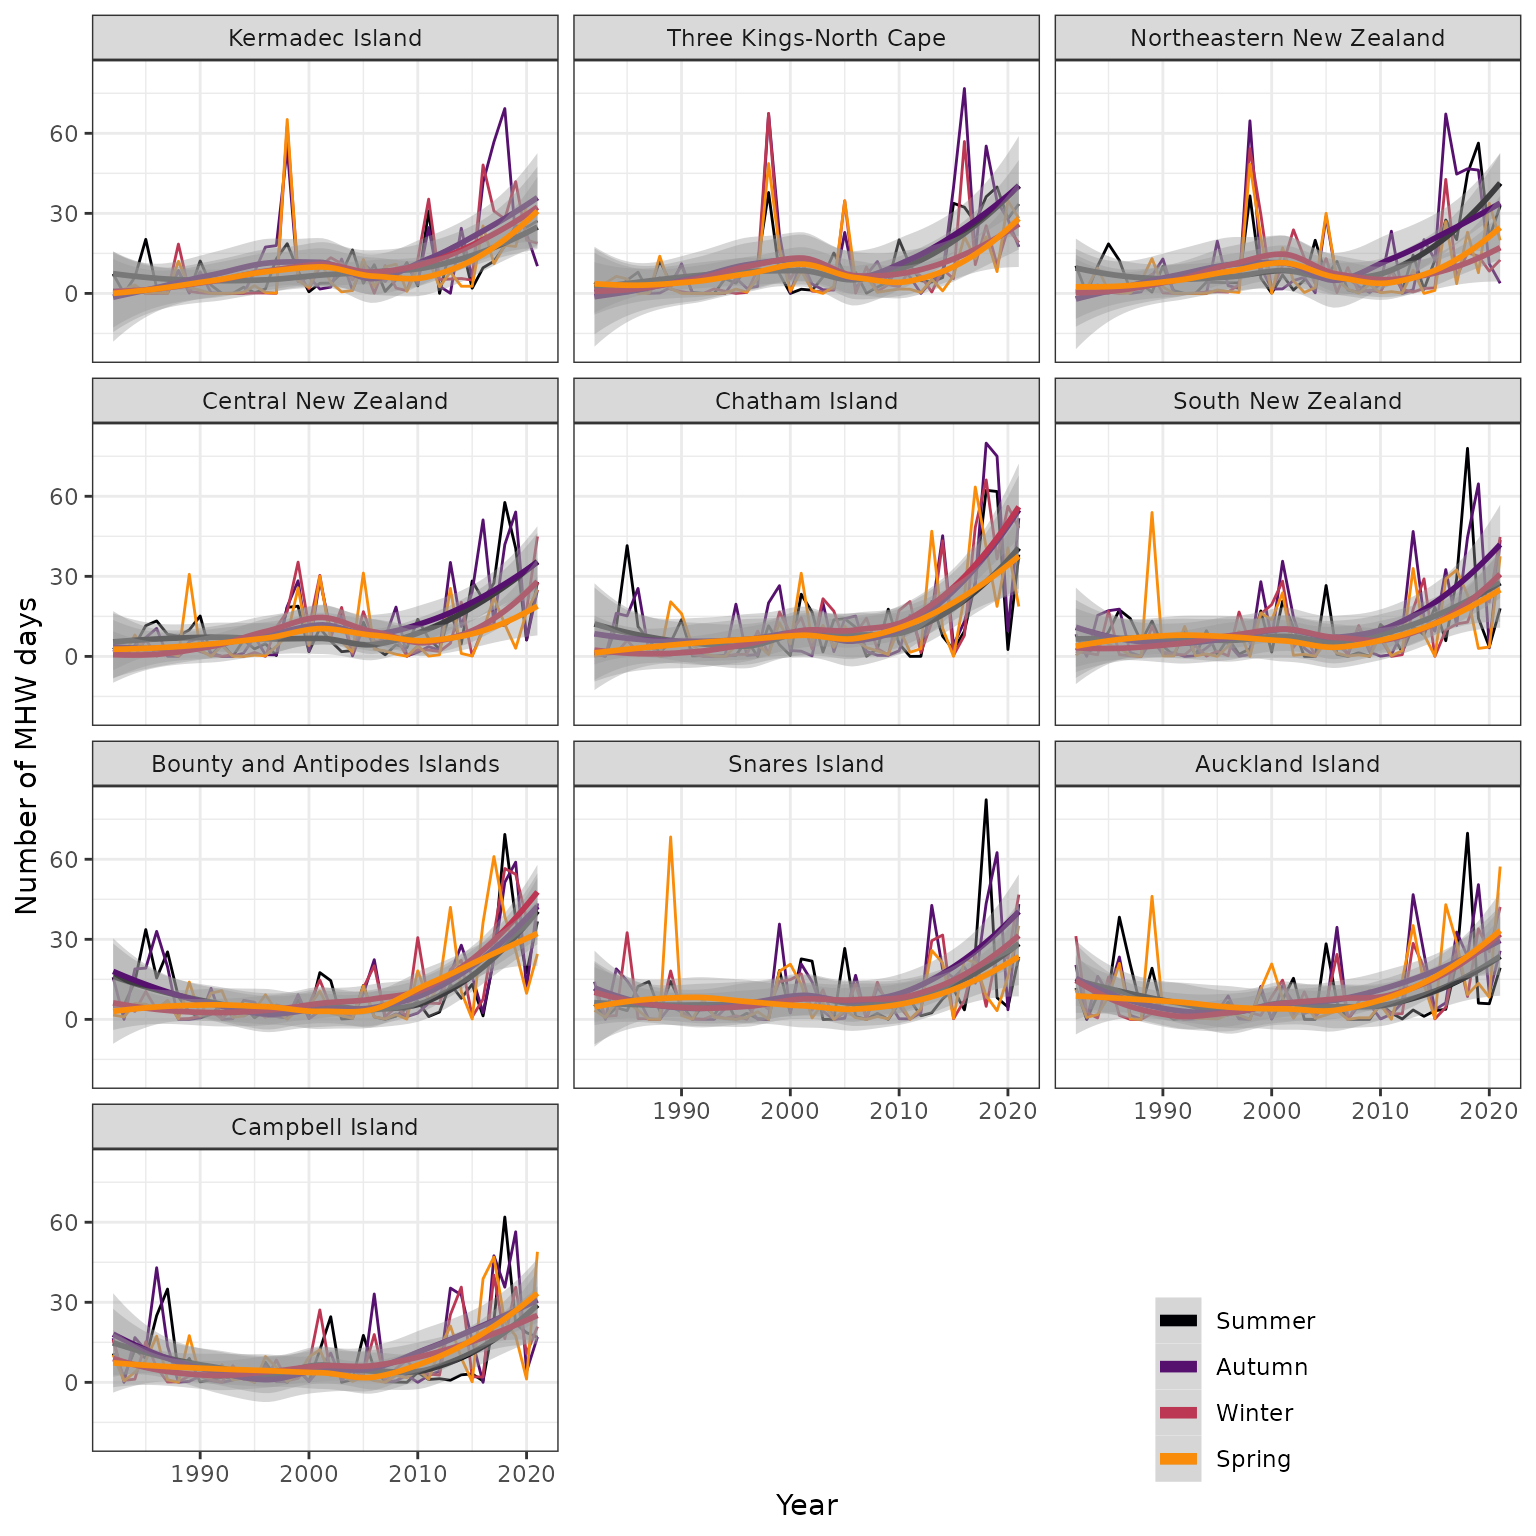 Kermadec Island
Three Kings-North Cape
Northeastern New Zealand
60
30
0
Central New Zealand
Chatham Island
South New Zealand
60
30
0
Number of MHW days
Bounty and Antipodes Islands
Snares Island
Auckland Island
60
30
0
1990 2000 2010 2020
1990 2000 2010 2020
Campbell Island
60
30
0
1990 2000 2010 2020
Summer
Autumn
Winter
Spring
Year